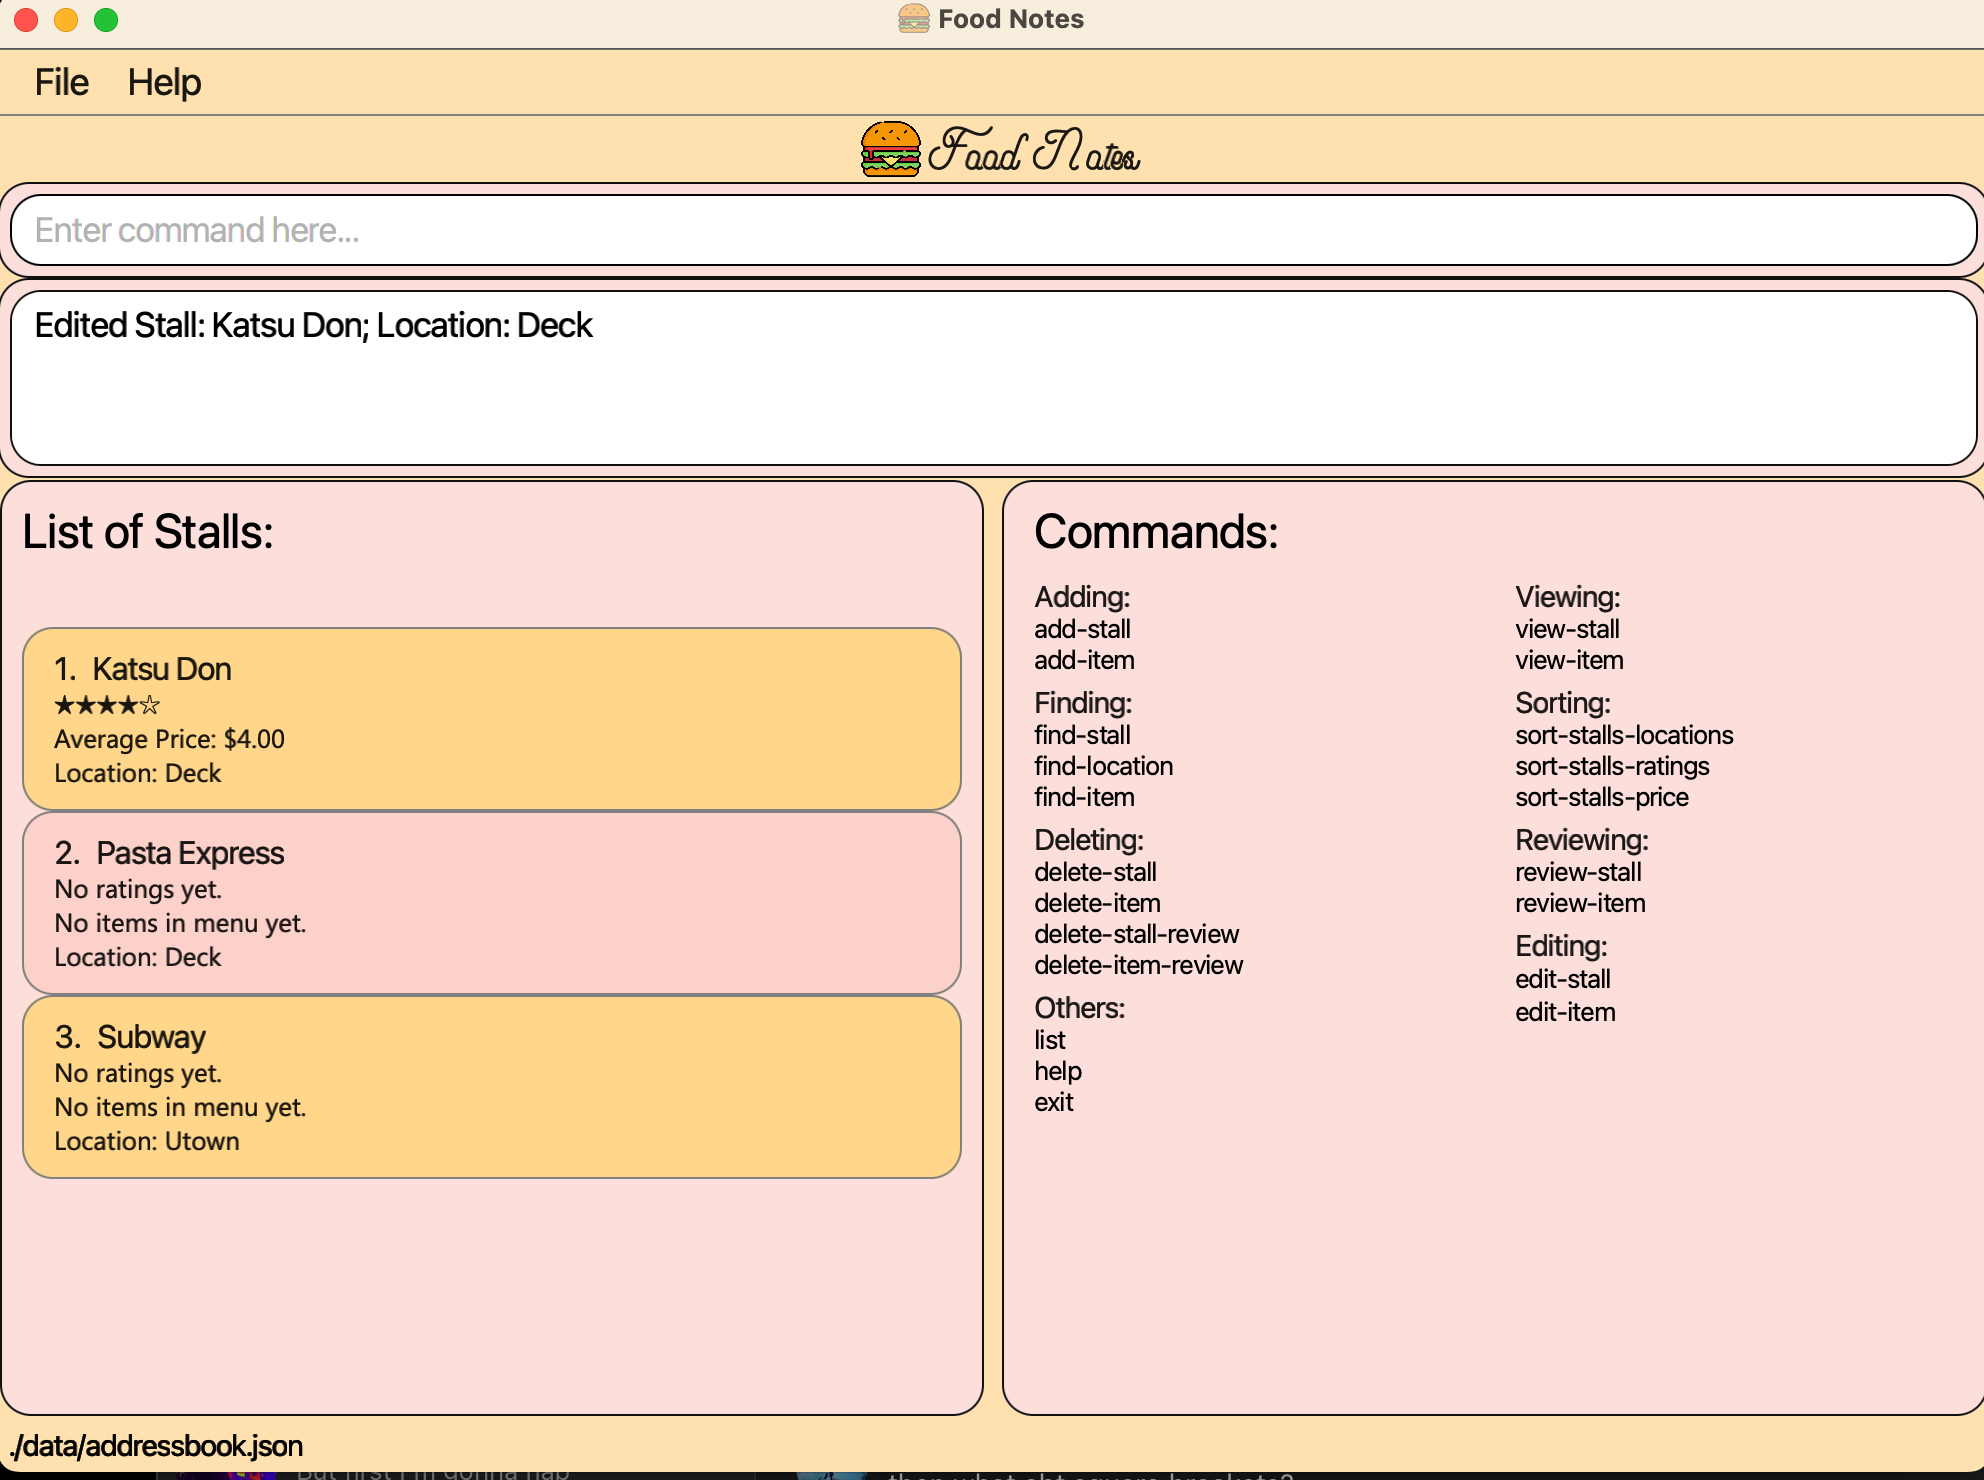 Food Notes
File Help
Food Notes
Enter command here...
Edited Stall: Katsu Don; Location: Deck
List of Stalls:
1. Katsu Don
★★★★☆
Average Price: $4.00
Location: Deck
2. Pasta Express
No ratings yet.
No items in menu yet.
Location: Deck
3. Subway
No ratings yet.
No items in menu yet.
Location: Utown
Commands:
Adding:
add-stall
add-item
Finding:
find-stall
find-location
find-item
Deleting:
delete-stall
delete-item
delete-stall-review
delete-item-review
Others:
list
help
exit
Viewing:
view-stall
view-item
Sorting:
sort-stalls-locations
sort-stalls-ratings
sort-stalls-price
Reviewing:
review-stall
review-item
Editing:
edit-stall
edit-item
./data/addressbook.json
But first I'm gonna nap